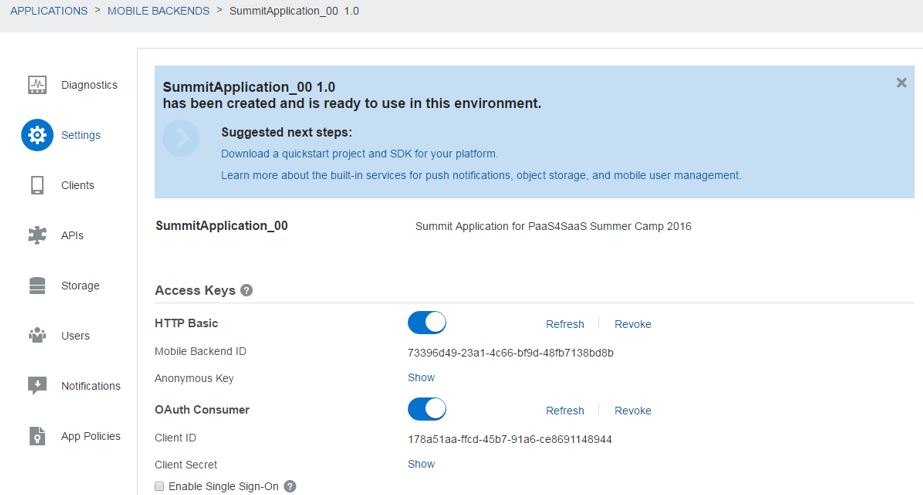 APPLICATIONS > MOBILE BACKENDS > SummitApplication_00 1.0
Diagnostics
Settings
Clients
APIs
Storage
Users
Notifications
App Policies
SummitApplication_00 1.0
has been created and is ready to use in this environment.
Suggested next steps:
Download a quickstart project and SDK for your platform.
Learn more about the built-in services for push notifications, object storage, and mobile user management.
SummitApplication_00 Summit Application for PaaS4SaaS Summer Camp 2016
Access Keys ?
HTTP Basic Refresh Revoke
Mobile Backend ID 73396d49-23a1-4c66-bf9d-48fb7138bd8b
Anonymous Key Show
OAuth Consumer Refresh Revoke
Client ID 178a51aa-ffcd-45b7-91a6-ce8691148944
Client Secret Show
Enable Single Sign-On ?